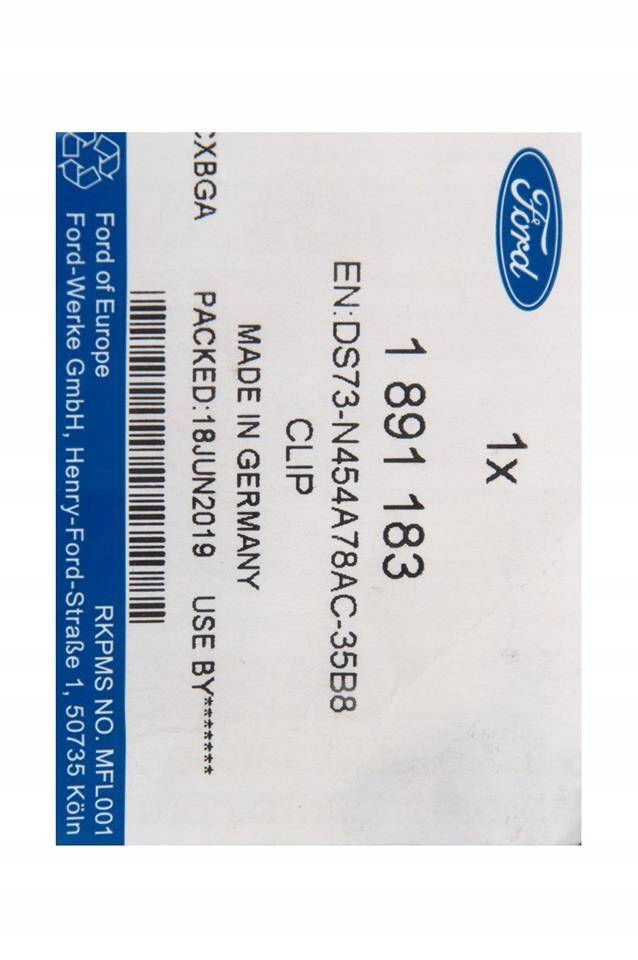 Ford
1x
1 891 183
EN:DS73-N454A78AC-35B8
CLIP
MADE IN GERMANY
CXBGA PACKED:18JUN2019 USE BY*******
Ford of Europe RKPMS NO. MFL001
Ford-Werke GmbH, Henry-Ford-Straße 1, 50735 Köln